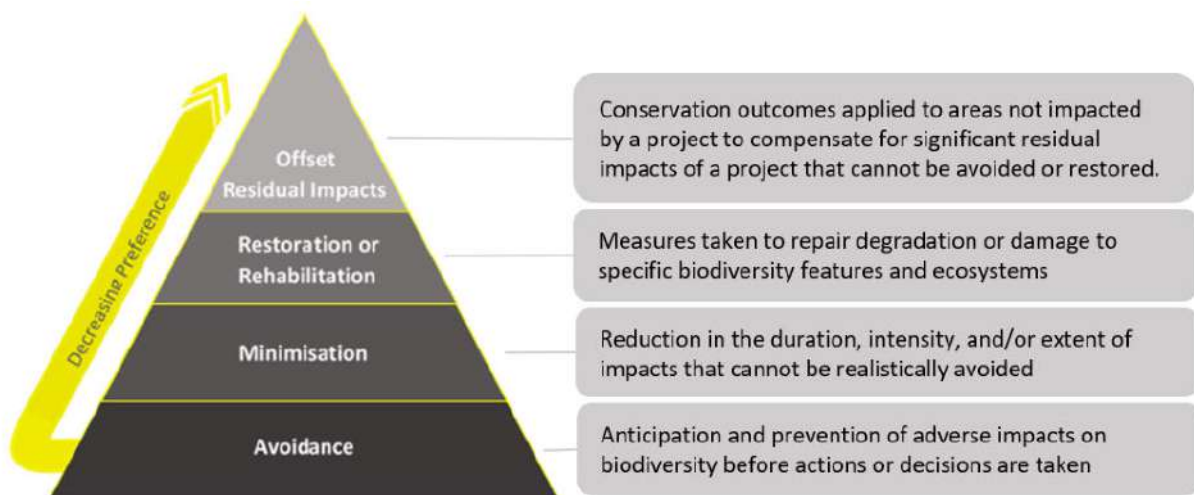 Decreasing Preference
Offset
Residual Impacts
Conservation outcomes applied to areas not impacted
by a project to compensate for significant residual
impacts of a project that cannot be avoided or restored.
Restoration or
Rehabilitation
Measures taken to repair degradation or damage to
specific biodiversity features and ecosystems
Minimisation
Reduction in the duration, intensity, and/or extent of
impacts that cannot be realistically avoided
Avoidance
Anticipation and prevention of adverse impacts on
biodiversity before actions or decisions are taken